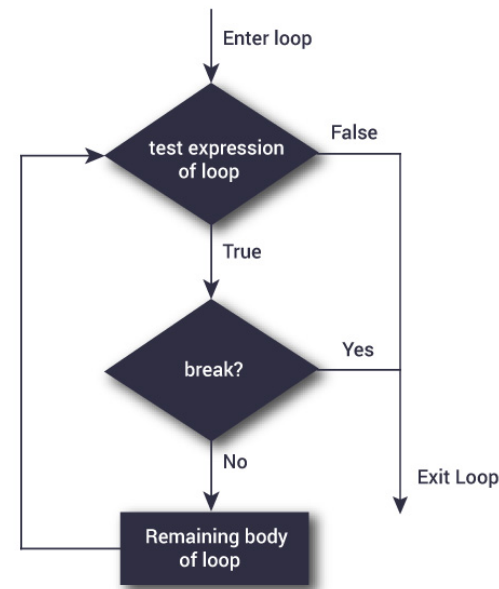 Enter loop
test expression
of loop
False
True
break?
Yes
No
Exit Loop
Remaining body
of loop